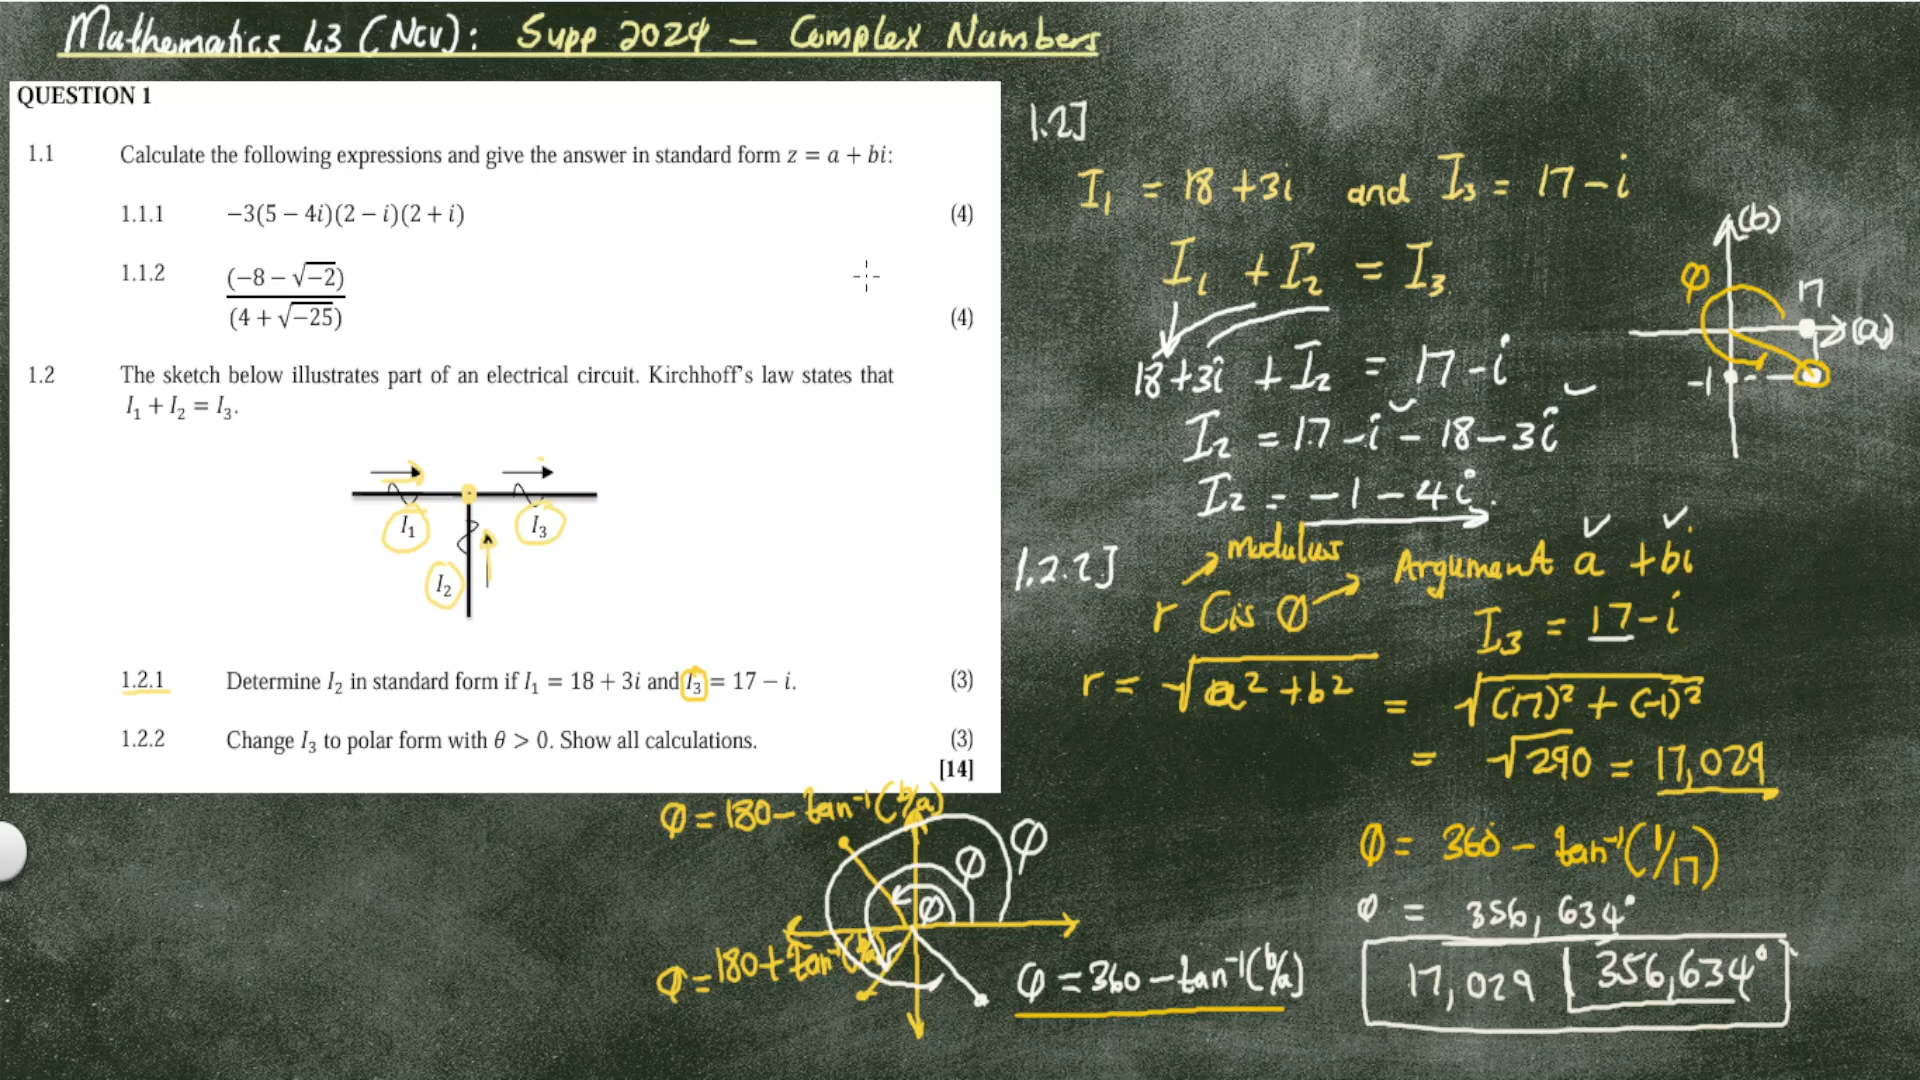 Mathematics L3 (NCV): Supp 2024 – Complex Numbers
QUESTION 1
1.1 Calculate the following expressions and give the answer in standard form z = a + bi:
1.1.1 −3(5 − 4i)(2 − i)(2 + i) (4)
1.1.2 (−8 − √−2)
(4 + √−25) (4)
1.2 The sketch below illustrates part of an electrical circuit. Kirchhoff's law states that
I₁ + I₂ = I₃.
I₁
I₃
I₂
1.2.1 Determine I₂ in standard form if I₁ = 18 + 3i and I₃ = 17 − i. (3)
1.2.2 Change I₃ to polar form with θ > 0. Show all calculations. (3)
[14]
1.2]
I₁ = 18 + 3i and I₃ = 17 − i
I₁ + I₂ = I₃
18 + 3i + I₂ = 17 − i
I₂ = 17 − i − 18 − 3i
I₂ = −1 − 4i
(b)
φ
17
(a)
−1
1.2.2]
modulus
Argument a + bi
r Cis Ø
I₃ = 17 − i
r = √a² + b² = √(17)² + (−1)²
= √290 = 17,029
Ø = 360 − tan⁻¹(1/17)
Ø = 356,634°
17,029 356,634°
Ø = 180 − tan⁻¹(b/a)
φ
φ
Ø
φ = 180 + tan⁻¹(b/a)
φ = 360 − tan⁻¹(b/a)